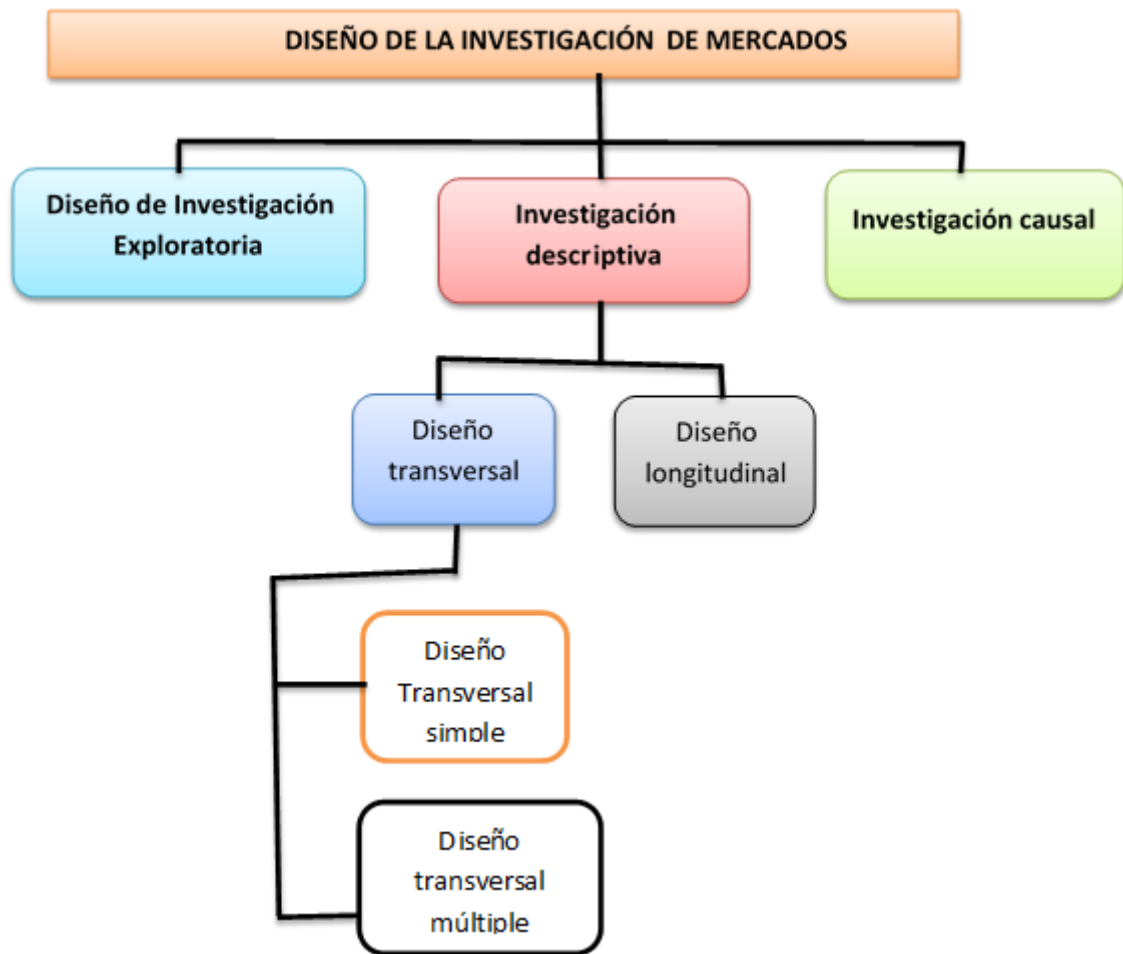 DISEÑO DE LA INVESTIGACIÓN DE MERCADOS
Diseño de Investigación
Exploratoria
Investigación
descriptiva
Investigación causal
Diseño
transversal
Diseño
longitudinal
Diseño
Transversal
simple
Diseño
transversal
múltiple